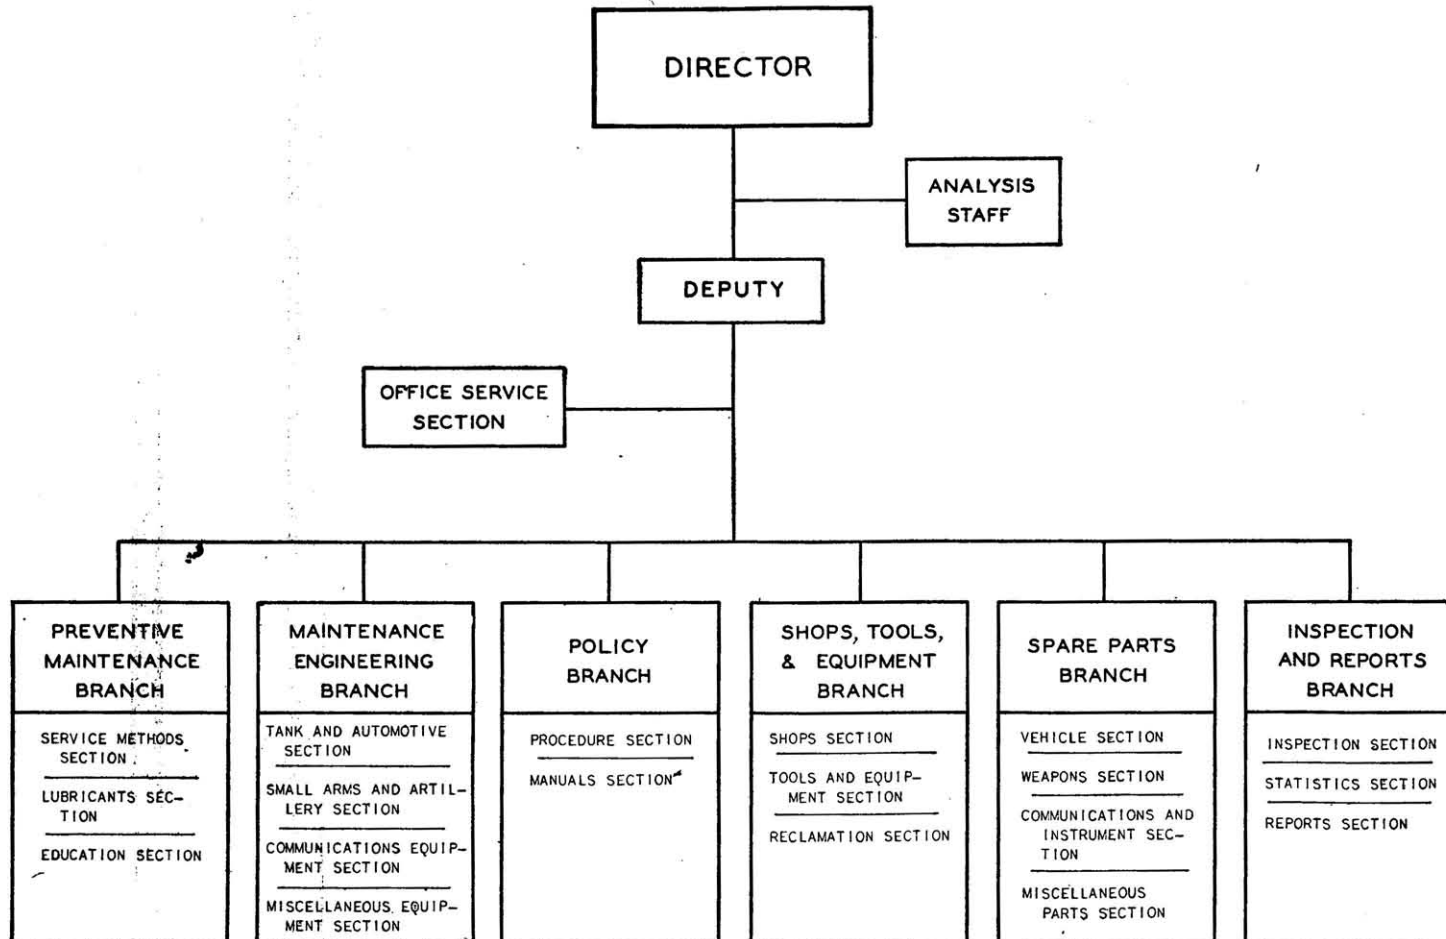 DIRECTOR
ANALYSIS
STAFF
DEPUTY
OFFICE SERVICE
SECTION
PREVENTIVE
MAINTENANCE
BRANCH
SERVICE METHODS
SECTION
LUBRICANTS SEC-
TION
EDUCATION SECTION
MAINTENANCE
ENGINEERING
BRANCH
TANK AND AUTOMOTIVE
SECTION
SMALL ARMS AND ARTIL-
LERY SECTION
COMMUNICATIONS EQUIP-
MENT SECTION
MISCELLANEOUS EQUIP-
MENT SECTION
POLICY
BRANCH
PROCEDURE SECTION
MANUALS SECTION
SHOPS, TOOLS,
& EQUIPMENT
BRANCH
SHOPS SECTION
TOOLS AND EQUIP-
MENT SECTION
RECLAMATION SECTION
SPARE PARTS
BRANCH
VEHICLE SECTION
WEAPONS SECTION
COMMUNICATIONS AND
INSTRUMENT SEC-
TION
MISCELLANEOUS
PARTS SECTION
INSPECTION
AND REPORTS
BRANCH
INSPECTION SECTION
STATISTICS SECTION
REPORTS SECTION